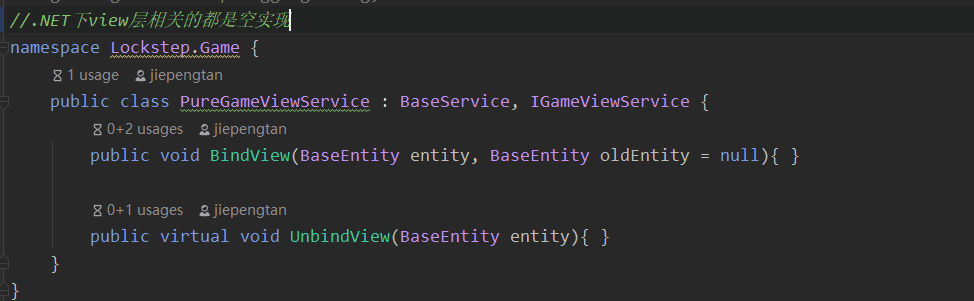 //.NET下view层相关的都是空实现
namespace Lockstep.Game {
1 usage jiepengtan
public class PureGameViewService : BaseService, IGameViewService {
0+2 usages jiepengtan
public void BindView(BaseEntity entity, BaseEntity oldEntity = null){ }
0+1 usages jiepengtan
public virtual void UnbindView(BaseEntity entity){ }
}
}